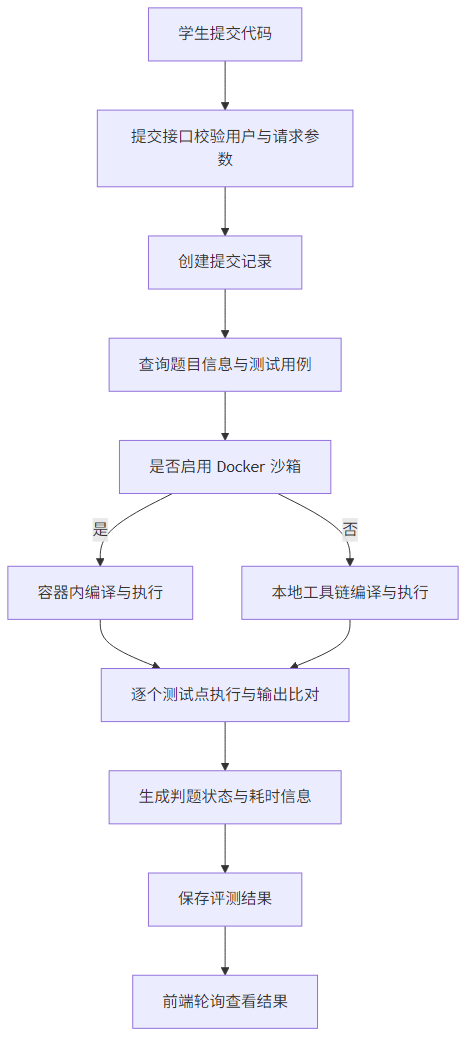 学生提交代码
提交接口校验用户与请求参
数
创建提交记录
查询题目信息与测试用例
是否启用 Docker 沙箱
是
否
容器内编译与执行
本地工具链编译与执行
逐个测试点执行与输出比对
生成判题状态与耗时信息
保存评测结果
前端轮询查看结果